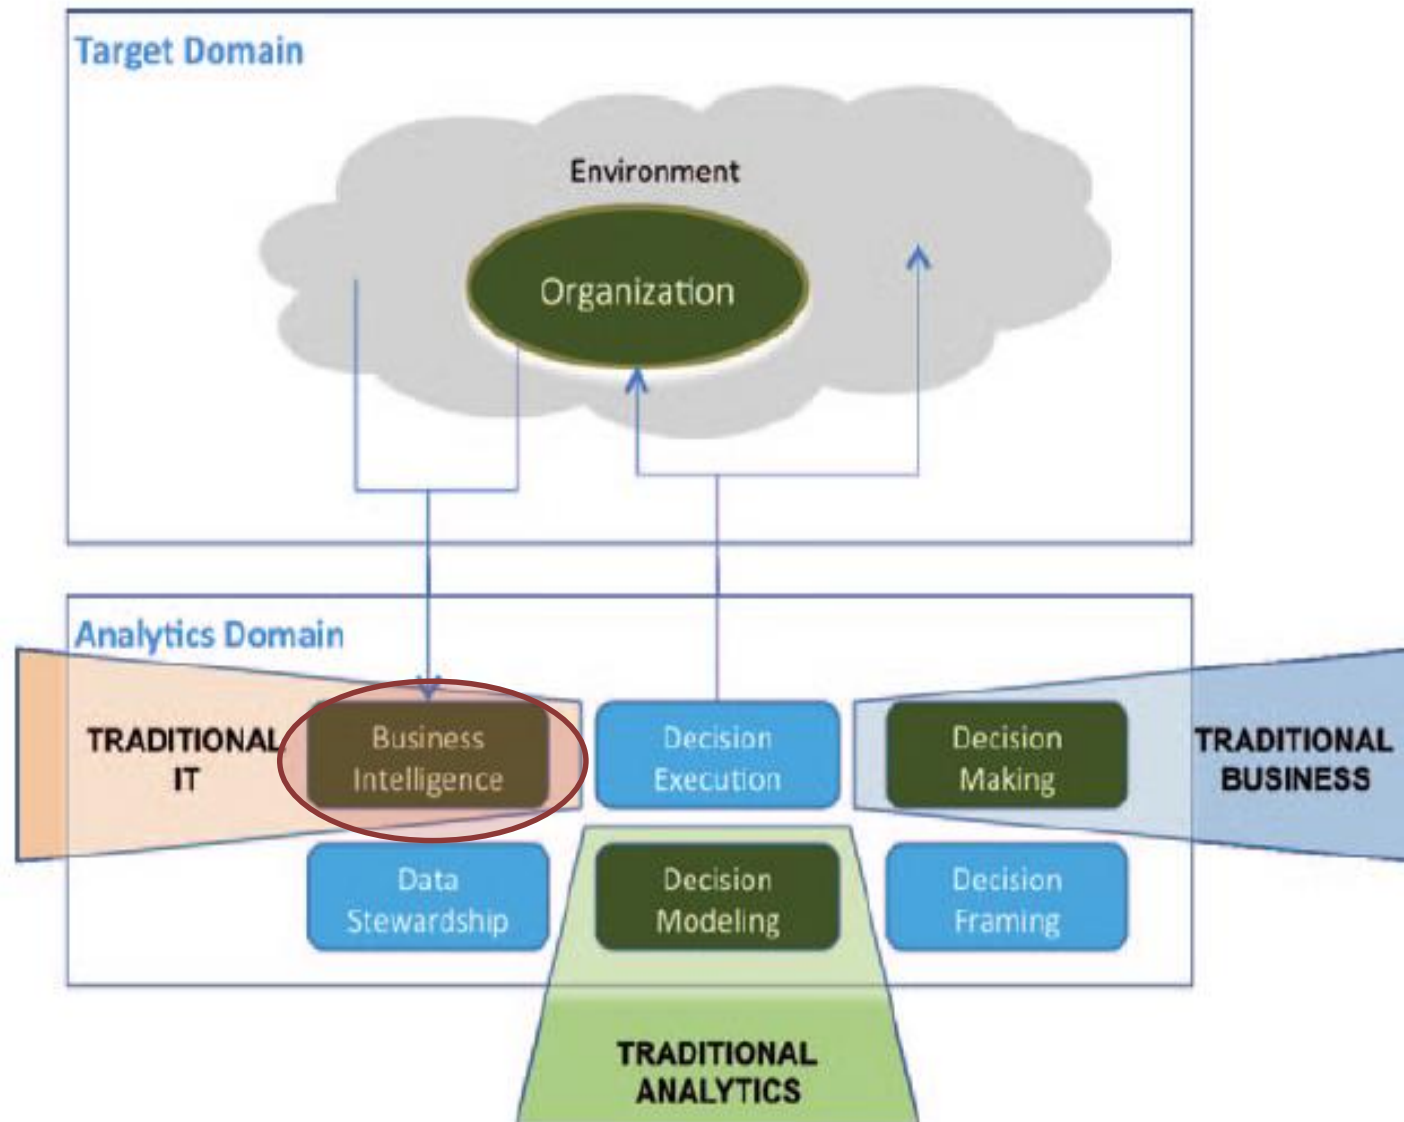 Target Domain
Environment
Organization
Analytics Domain
TRADITIONAL
IT
Business
Intelligence
Decision
Execution
Decision
Making
TRADITIONAL
BUSINESS
Data
Stewardship
Decision
Modeling
Decision
Framing
TRADITIONAL
ANALYTICS